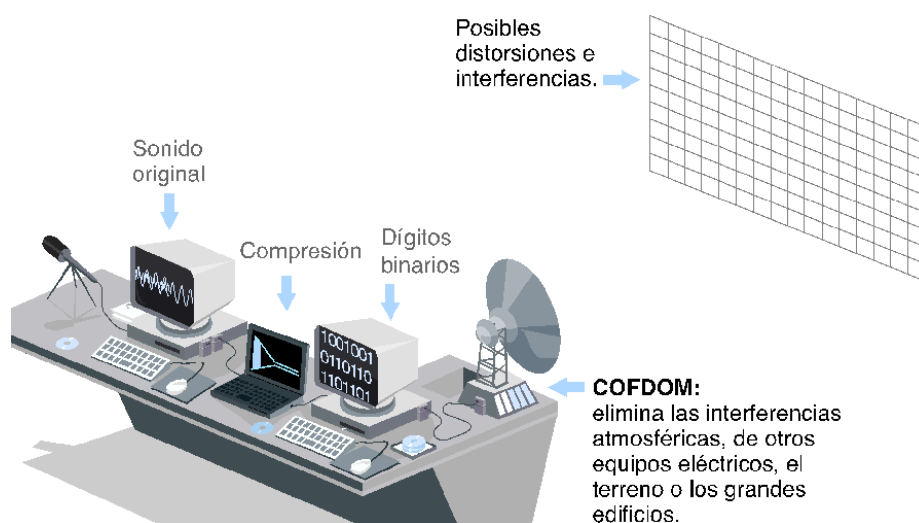 Posibles
distorsiones e
interferencias.
Sonido
original
Compresión
Dígitos
binarios
1001001
0110110
1101101
COFDOM:
elimina las interferencias
atmosféricas, de otros
equipos eléctricos, el
terreno o los grandes
edificios.